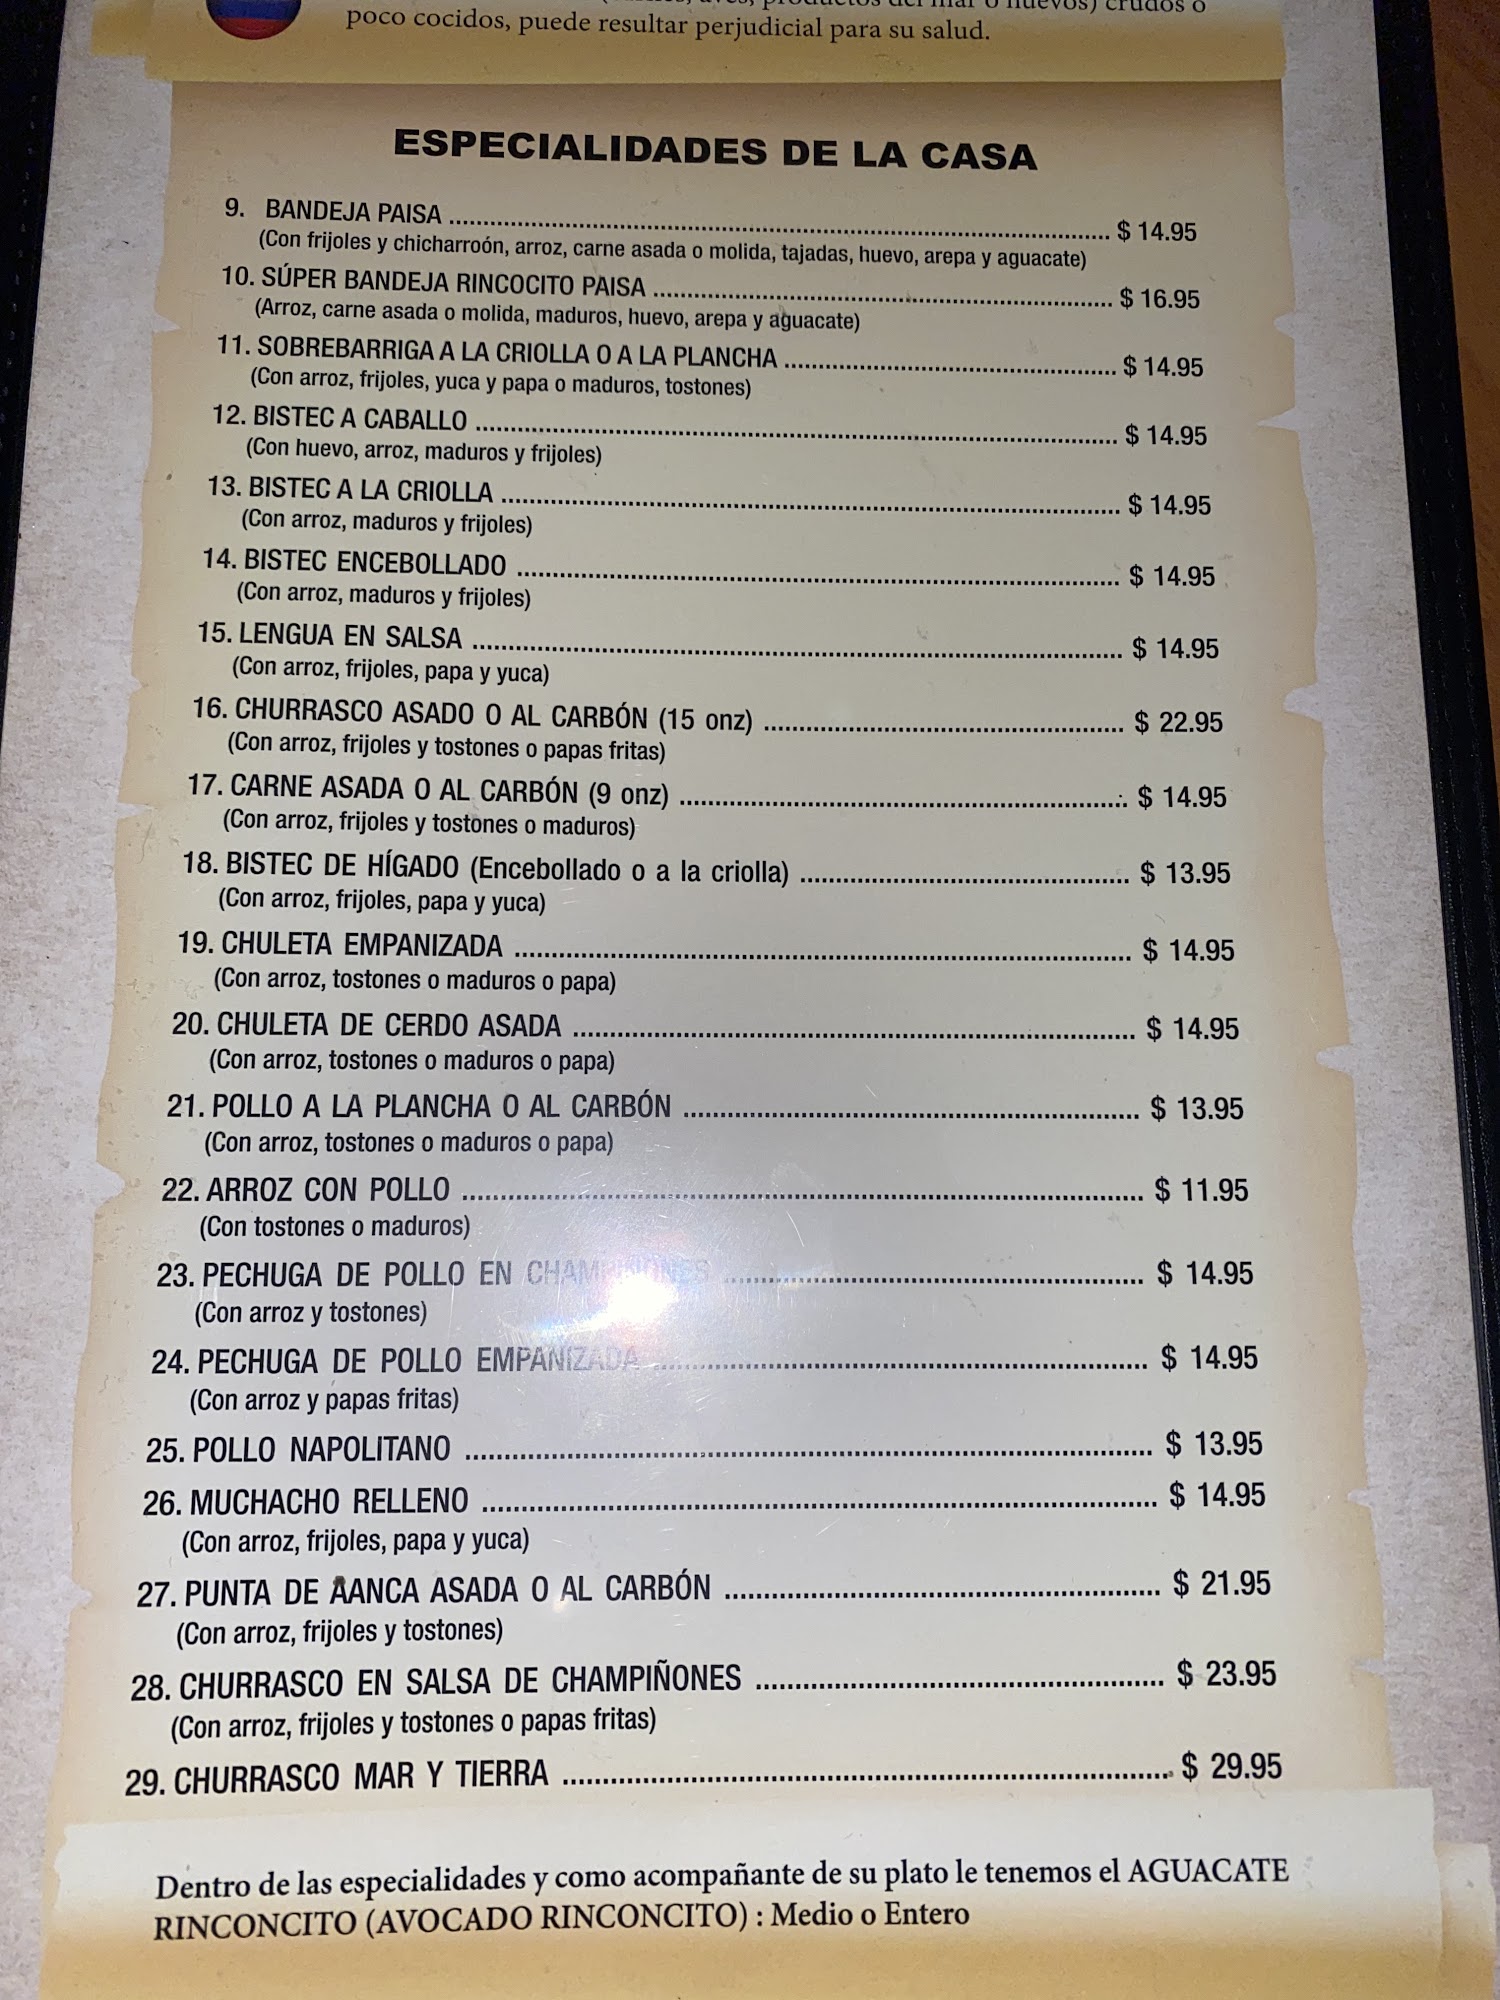 poco cocidos, puede resultar perjudicial para su salud.
ESPECIALIDADES DE LA CASA
9. BANDEJA PAISA ........ $ 14.95
(Con frijoles y chicharroón, arroz, carne asada o molida, tajadas, huevo, arepa y aguacate)
10. SÚPER BANDEJA RINCOCITO PAISA ........ $ 16.95
(Arroz, carne asada o molida, maduros, huevo, arepa y aguacate)
11. SOBREBARRIGA A LA CRIOLLA O A LA PLANCHA ........ $ 14.95
(Con arroz, frijoles, yuca y papa o maduros, tostones)
12. BISTEC A CABALLO ........ $ 14.95
(Con huevo, arroz, maduros y frijoles)
13. BISTEC A LA CRIOLLA ........ $ 14.95
(Con arroz, maduros y frijoles)
14. BISTEC ENCEBOLLADO ........ $ 14.95
(Con arroz, maduros y frijoles)
15. LENGUA EN SALSA ........ $ 14.95
(Con arroz, frijoles, papa y yuca)
16. CHURRASCO ASADO O AL CARBÓN (15 onz) ........ $ 22.95
(Con arroz, frijoles y tostones o papas fritas)
17. CARNE ASADA O AL CARBÓN (9 onz) ........ $ 14.95
(Con arroz, frijoles y tostones o maduros)
18. BISTEC DE HÍGADO (Encebollado o a la criolla) ........ $ 13.95
(Con arroz, frijoles, papa y yuca)
19. CHULETA EMPANIZADA ........ $ 14.95
(Con arroz, tostones o maduros o papa)
20. CHULETA DE CERDO ASADA ........ $ 14.95
(Con arroz, tostones o maduros o papa)
21. POLLO A LA PLANCHA O AL CARBÓN ........ $ 13.95
(Con arroz, tostones o maduros o papa)
22. ARROZ CON POLLO ........ $ 11.95
(Con tostones o maduros)
23. PECHUGA DE POLLO EN CHAMPIÑONES ........ $ 14.95
(Con arroz y tostones)
24. PECHUGA DE POLLO EMPANIZADA ........ $ 14.95
(Con arroz y papas fritas)
25. POLLO NAPOLITANO ........ $ 13.95
26. MUCHACHO RELLENO ........ $ 14.95
(Con arroz, frijoles, papa y yuca)
27. PUNTA DE AANCA ASADA O AL CARBÓN ........ $ 21.95
(Con arroz, frijoles y tostones)
28. CHURRASCO EN SALSA DE CHAMPIÑONES ........ $ 23.95
(Con arroz, frijoles y tostones o papas fritas)
29. CHURRASCO MAR Y TIERRA ........ $ 29.95
Dentro de las especialidades y como acompañante de su plato le tenemos el AGUACATE
RINCONCITO (AVOCADO RINCONCITO) : Medio o Entero